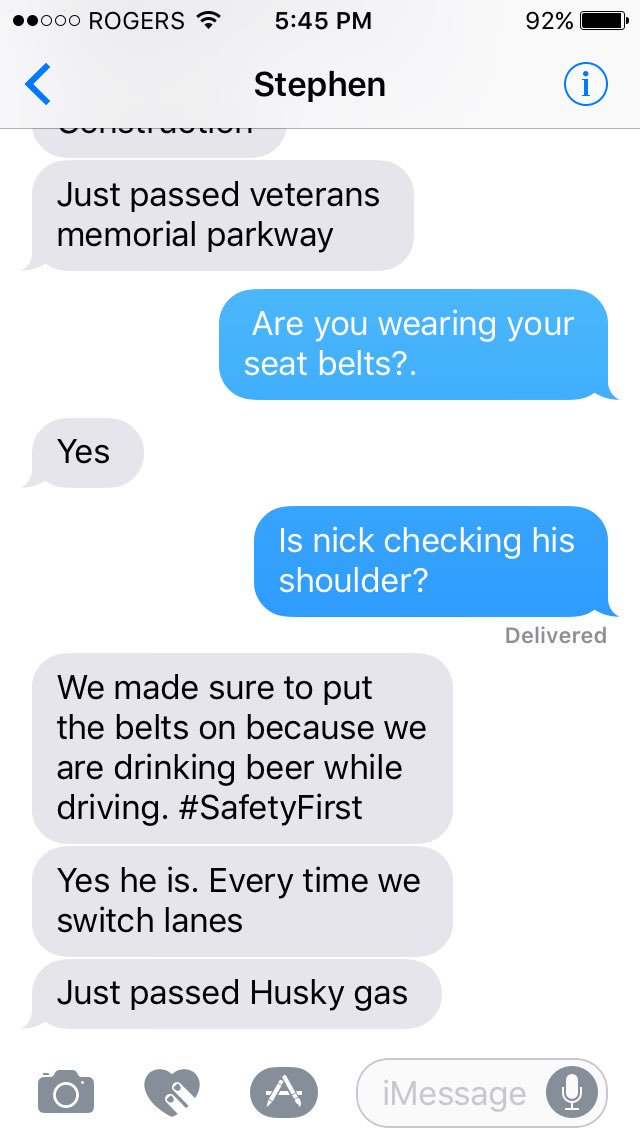 ROGERS 5:45 PM 92%
Stephen
Construction
Just passed veterans
memorial parkway
Are you wearing your
seat belts?.
Yes
Is nick checking his
shoulder?
Delivered
We made sure to put
the belts on because we
are drinking beer while
driving. #SafetyFirst
Yes he is. Every time we
switch lanes
Just passed Husky gas
iMessage